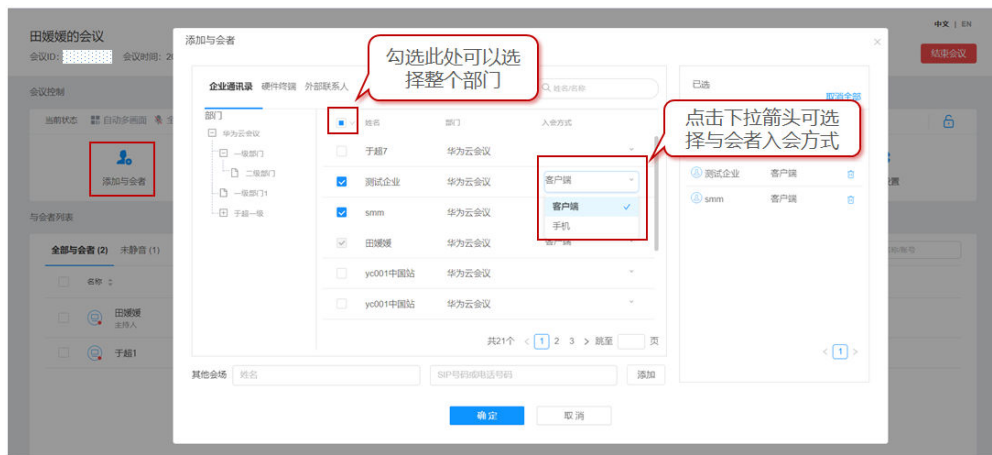 中文 | EN
田媛媛的会议
会议ID:
会议时间: 2
结束会议
会议控制
当前状态
自动多画面
添加与会者
与会者列表
全部与会者 (2)
未静音 (1)
名称
田媛媛
主持人
于超1
添加与会者
×
勾选此处可以选
择整个部门
企业通讯录
硬件终端
外部联系人
姓名/名称
部门
华为云会议
一级部门
二级部门
一级部门1
于超一级
姓名
部门
入会方式
于超7
华为云会议
测试企业
华为云会议
客户端
smm
华为云会议
客户端
手机
田媛媛
华为云会议
yc001中国站
华为云会议
yc001中国站
华为云会议
共21个 < 1 2 3 > 跳至 页
已选
取消全部
点击下拉箭头可选
择与会者入会方式
测试企业
客户端
smm
客户端
< 1 >
其他会场
姓名
SIP号码或电话号码
添加
确定
取消